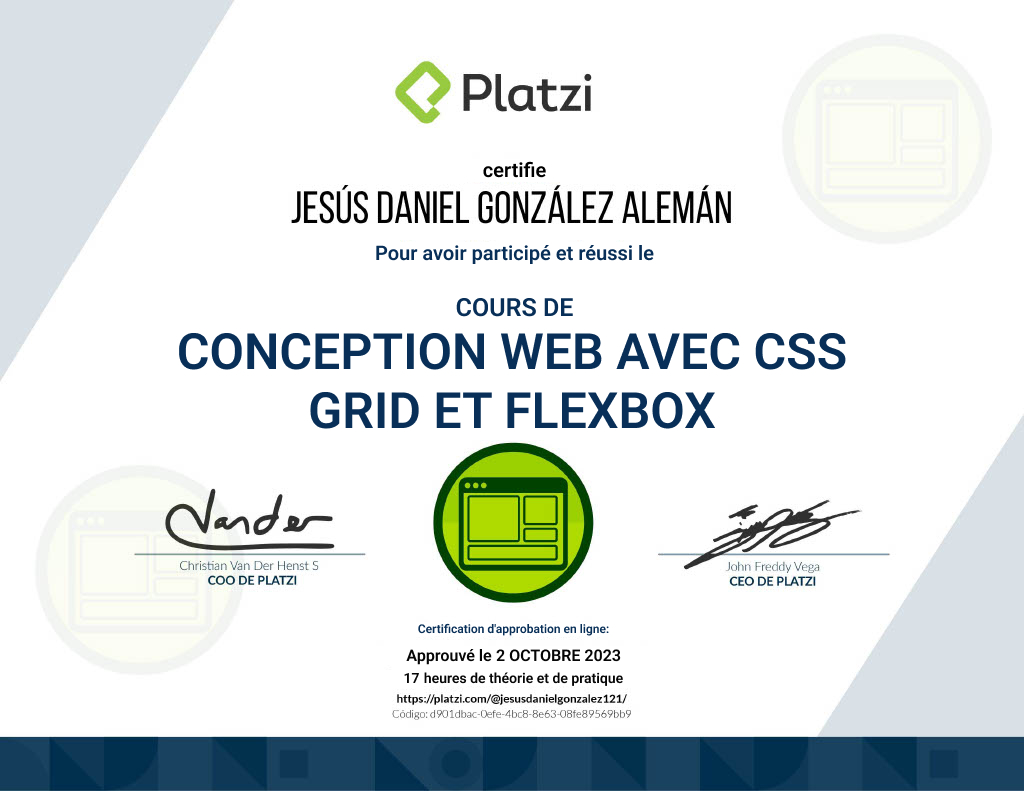 Platzi
certifie
JESÚS DANIEL GONZÁLEZ ALEMÁN
Pour avoir participé et réussi le
COURS DE
CONCEPTION WEB AVEC CSS
GRID ET FLEXBOX
Vander
Christian Van Der Henst S
COO DE PLATZI
John Freddy Vega
CEO DE PLATZI
Certification d'approbation en ligne:
Approuvé le 2 OCTOBRE 2023
17 heures de théorie et de pratique
https://platzi.com/@jesusdanielgonzalez121/
Código: d901dbac-0efe-4bc8-8e63-08fe89569bb9